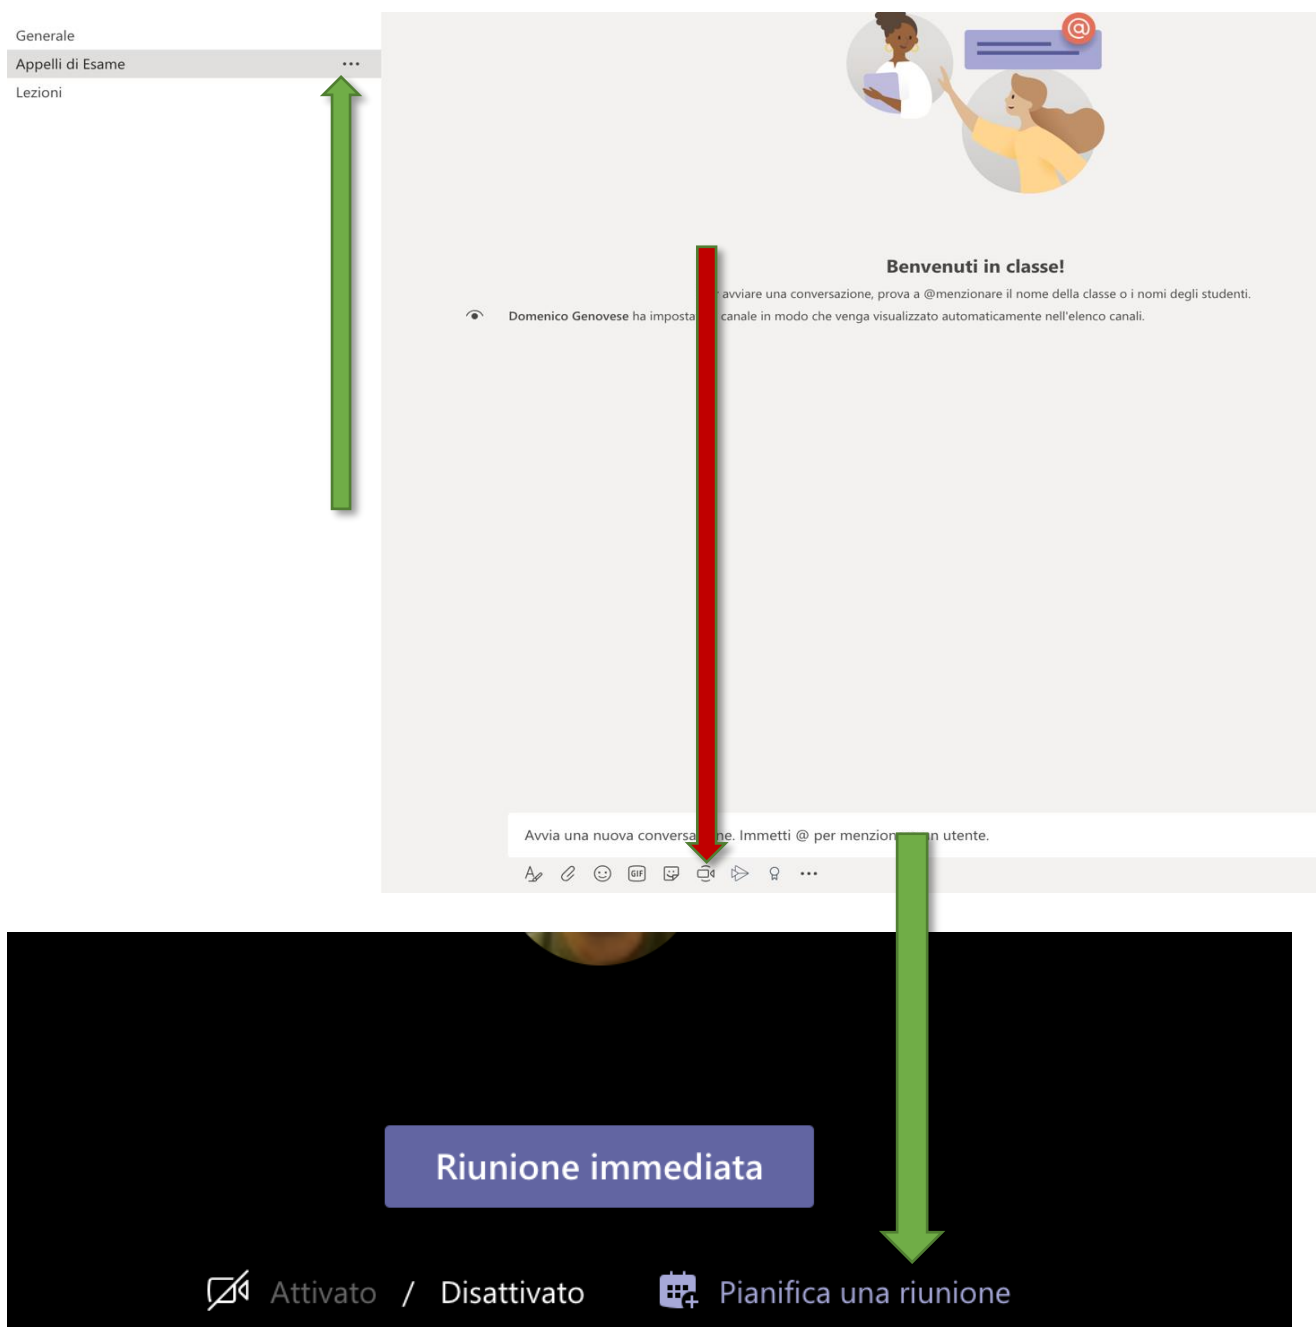 Generale
Appelli di Esame
Lezioni
@
Benvenuti in classe!
avviare una conversazione, prova a @menzionare il nome della classe o i nomi degli studenti.
Domenico Genovese ha imposta canale in modo che venga visualizzato automaticamente nell'elenco canali.
Avvia una nuova conversa ne. Immetti @ per menzion n utente.
GIF
Riunione immediata
Attivato / Disattivato
Pianifica una riunione